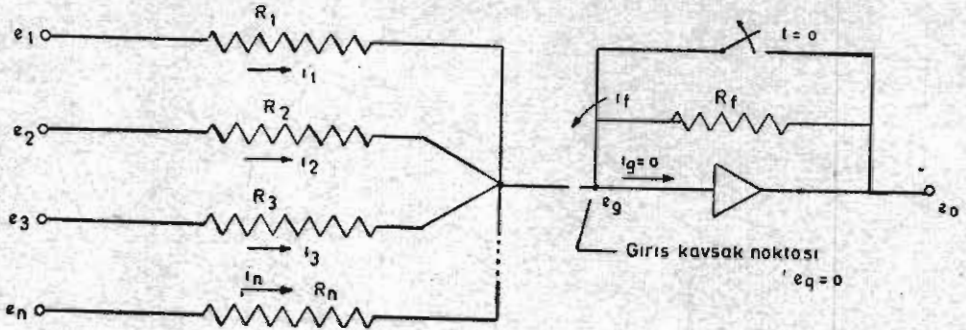 e1
R1
i1
e2
R2
i2
e3
R3
i3
en
in
Rn
t=0
if
Rf
ig=0
eg
eo
Giris kavsak noktosı
eg=0